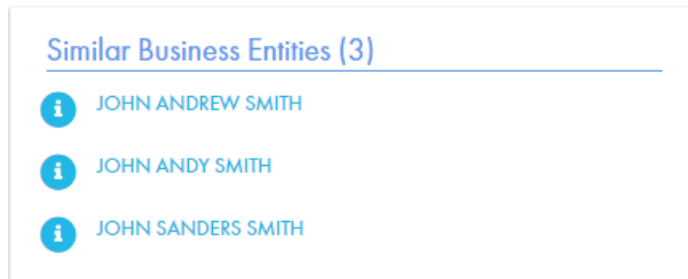 Similar Business Entities (3)
JOHN ANDREW SMITH
JOHN ANDY SMITH
JOHN SANDERS SMITH